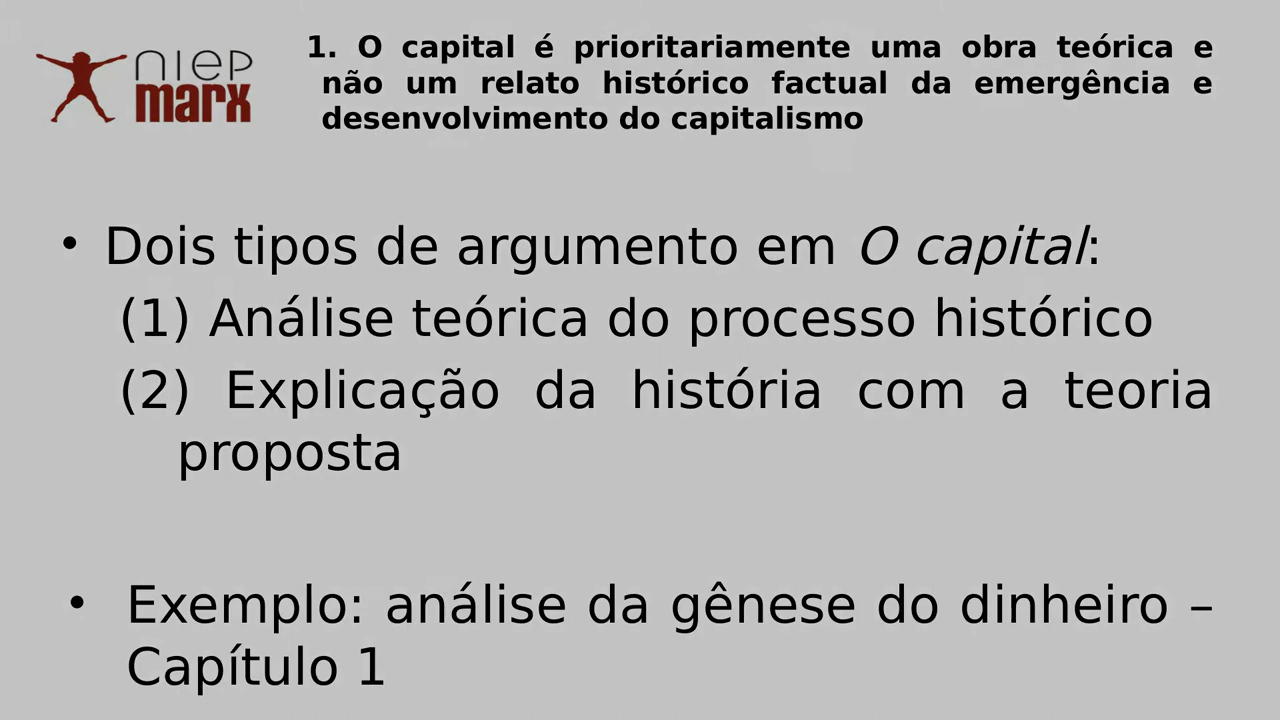 niep
marx
1. O capital é prioritariamente uma obra teórica e
não um relato histórico factual da emergência e
desenvolvimento do capitalismo
• Dois tipos de argumento em O capital:
(1) Análise teórica do processo histórico
(2) Explicação da história com a teoria
proposta
• Exemplo: análise da gênese do dinheiro –
Capítulo 1